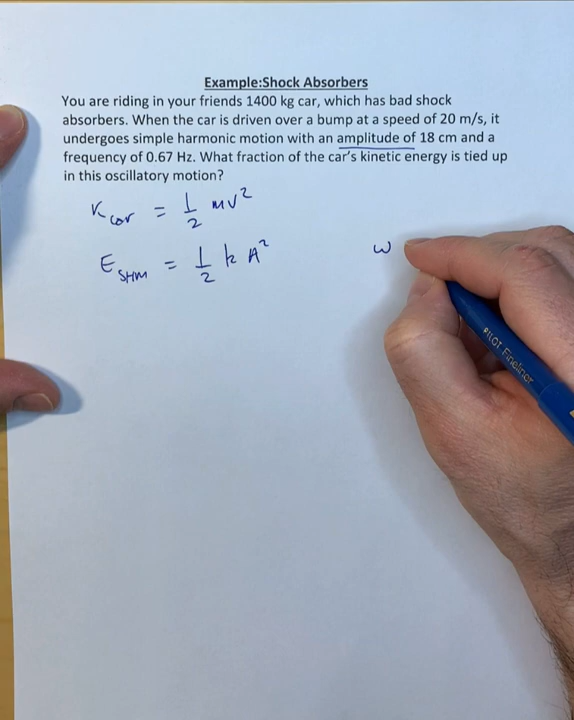 Example:Shock Absorbers
You are riding in your friends 1400 kg car, which has bad shock
absorbers. When the car is driven over a bump at a speed of 20 m/s, it
undergoes simple harmonic motion with an amplitude of 18 cm and a
frequency of 0.67 Hz. What fraction of the car's kinetic energy is tied up
in this oscillatory motion?
K car = 1/2 mv²
E SHM = 1/2 k A² ω
PILOT Fineliner